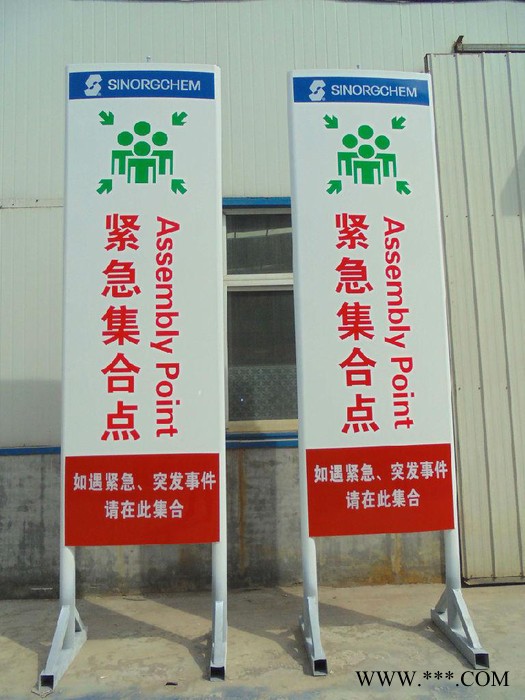 SINORGCHEM
紧急集合点
Assembly Point
如遇紧急、突发事件
请在此集合
SINORGCHEM
紧急集合点
Assembly Point
如遇紧急、突发事件
请在此集合
WWW.***.COM